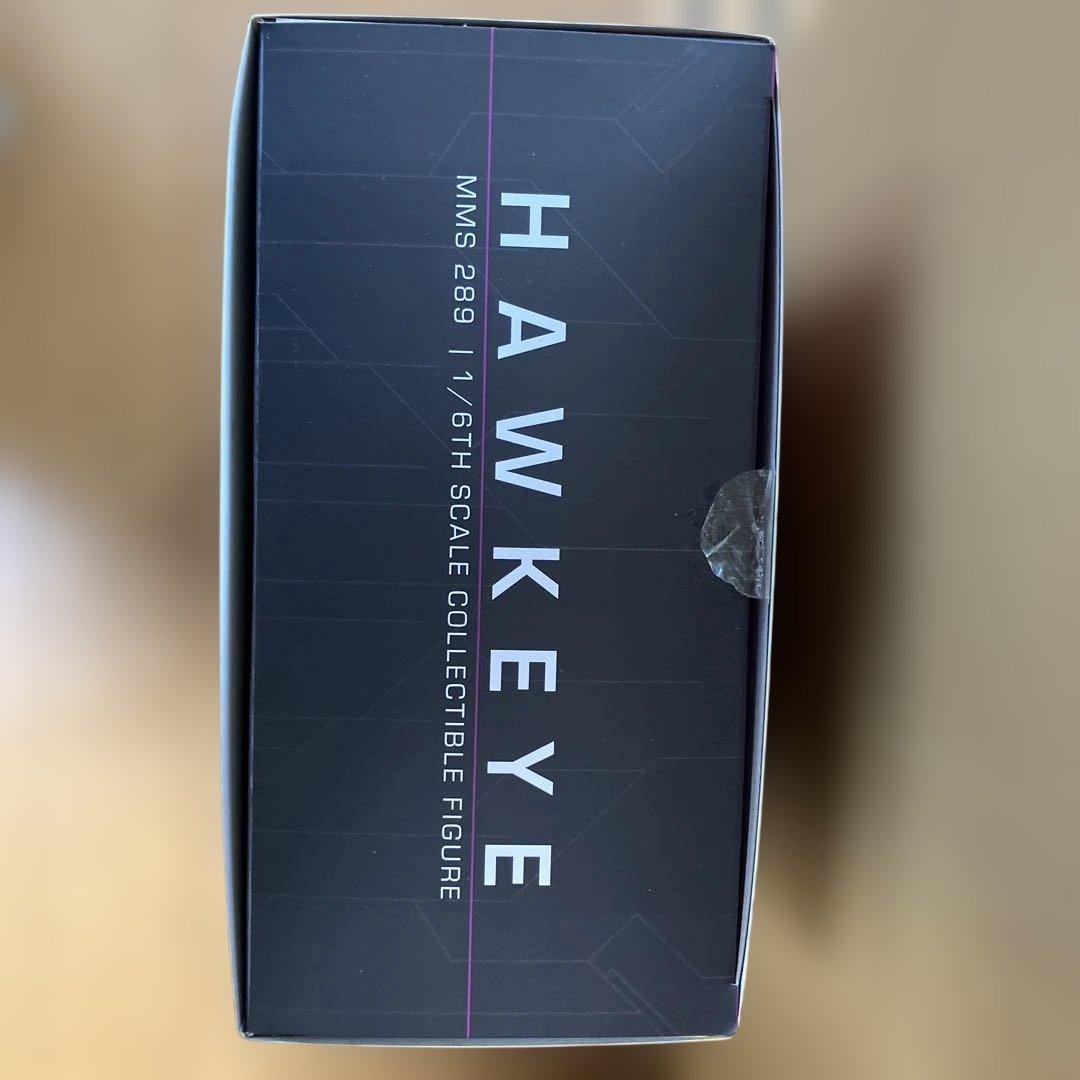 HAWKEYE
MMS 289 | 1/6TH SCALE COLLECTIBLE FIGURE